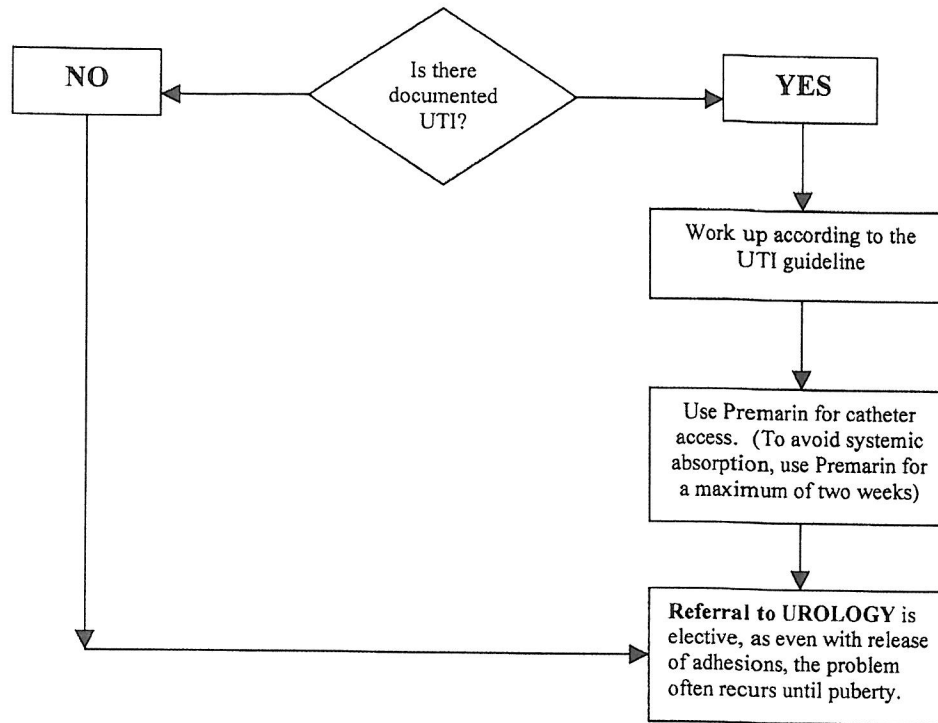 Is there
documented
UTI?
NO
YES
Work up according to the
UTI guideline
Use Premarin for catheter
access. (To avoid systemic
absorption, use Premarin for
a maximum of two weeks)
Referral to UROLOGY is
elective, as even with release
of adhesions, the problem
often recurs until puberty.